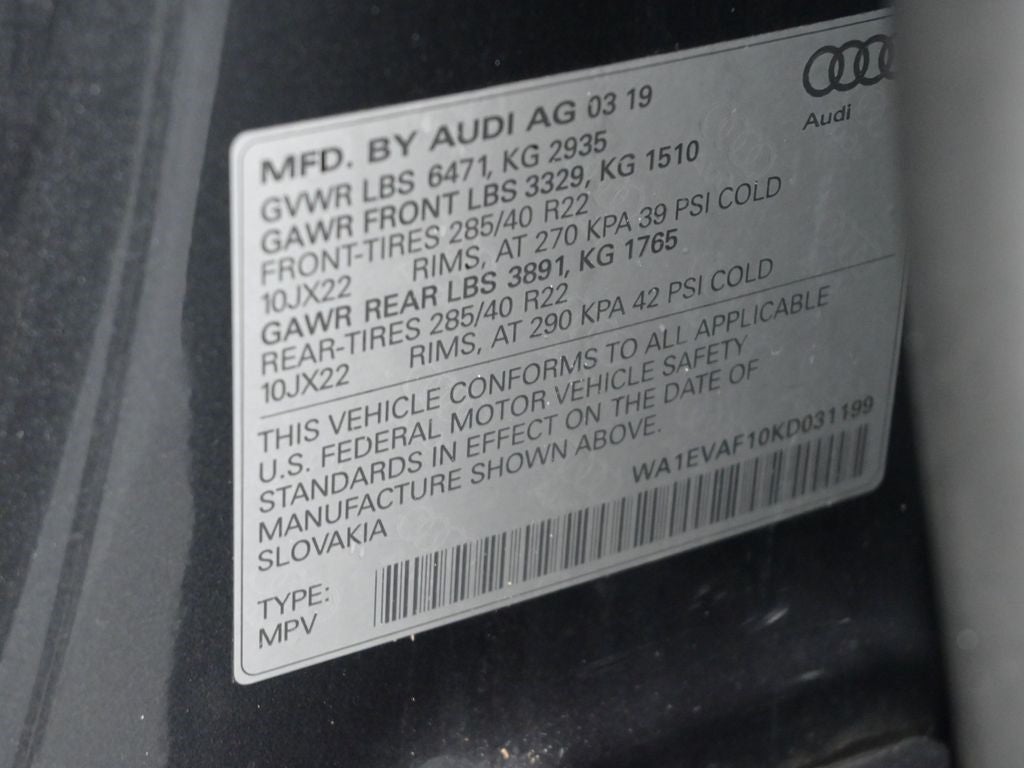 MFD. BY AUDI AG 03 19
GVWR LBS 6471, KG 2935
GAWR FRONT LBS 3329, KG 1510
FRONT-TIRES 285/40 R22
10JX22 RIMS, AT 270 KPA 39 PSI COLD
GAWR REAR LBS 3891, KG 1765
REAR-TIRES 285/40 R22
10JX22 RIMS, AT 290 KPA 42 PSI COLD
Audi
THIS VEHICLE CONFORMS TO ALL APPLICABLE
U.S. FEDERAL MOTOR VEHICLE SAFETY
STANDARDS IN EFFECT ON THE DATE OF
MANUFACTURE SHOWN ABOVE.
SLOVAKIA
WA1EVAF10KD031199
TYPE:
MPV